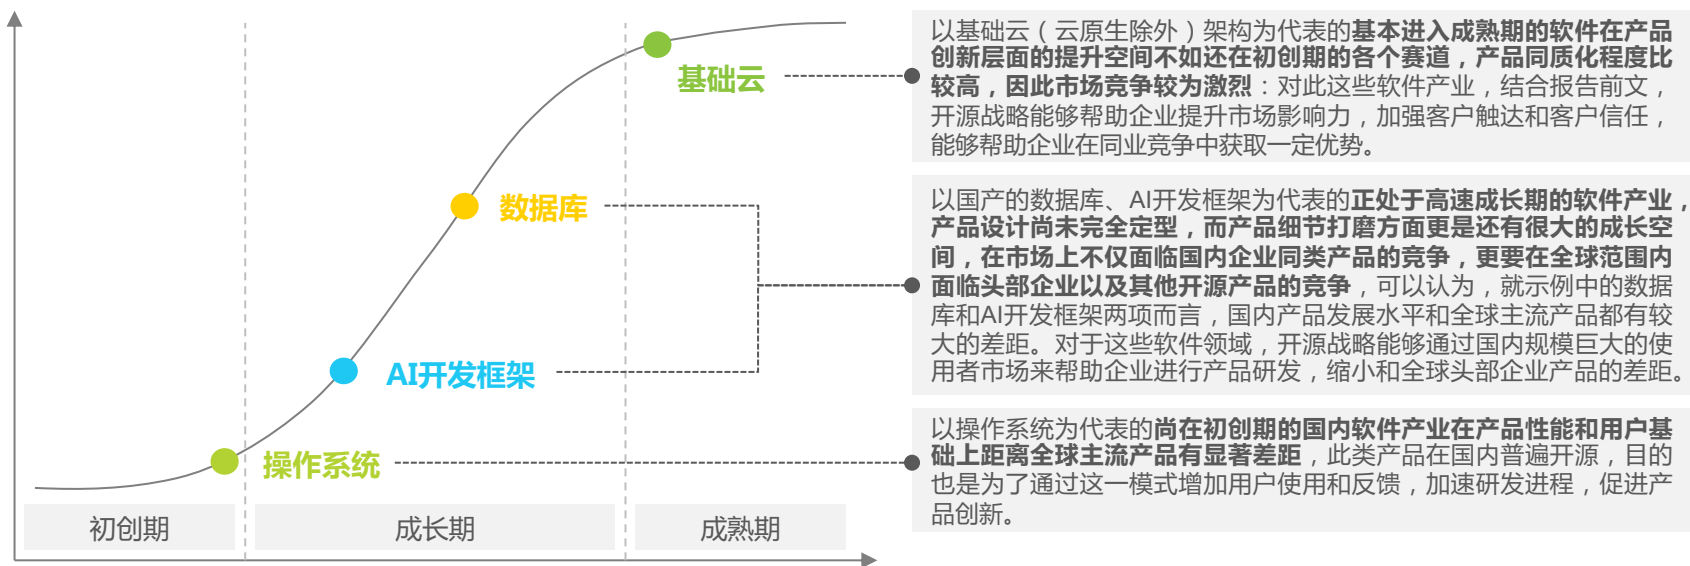 基础云
数据库
AI开发框架
操作系统
初创期
成长期
成熟期
以基础云（云原生除外）架构为代表的基本进入成熟期的软件在产品
创新层面的提升空间不如还在初创期的各个赛道，产品同质化程度比
较高，因此市场竞争较为激烈：对此这些软件产业，结合报告前文，
开源战略能够帮助企业提升市场影响力，加强客户触达和客户信任，
能够帮助企业在同业竞争中获取一定优势。
以国产的数据库、AI开发框架为代表的正处于高速成长期的软件产业，
产品设计尚未完全定型，而产品细节打磨方面更是还有很大的成长空
间，在市场上不仅面临国内企业同类产品的竞争，更要在全球范围内
面临头部企业以及其他开源产品的竞争，可以认为，就示例中的数据
库和AI开发框架两项而言，国内产品发展水平和全球主流产品都有较
大的差距。对于这些软件领域，开源战略能够通过国内规模巨大的使
用者市场来帮助企业进行产品研发，缩小和全球头部企业产品的差距。
以操作系统为代表的尚在初创期的国内软件产业在产品性能和用户基
础上距离全球主流产品有显著差距，此类产品在国内普遍开源，目的
也是为了通过这一模式增加用户使用和反馈，加速研发进程，促进产
品创新。